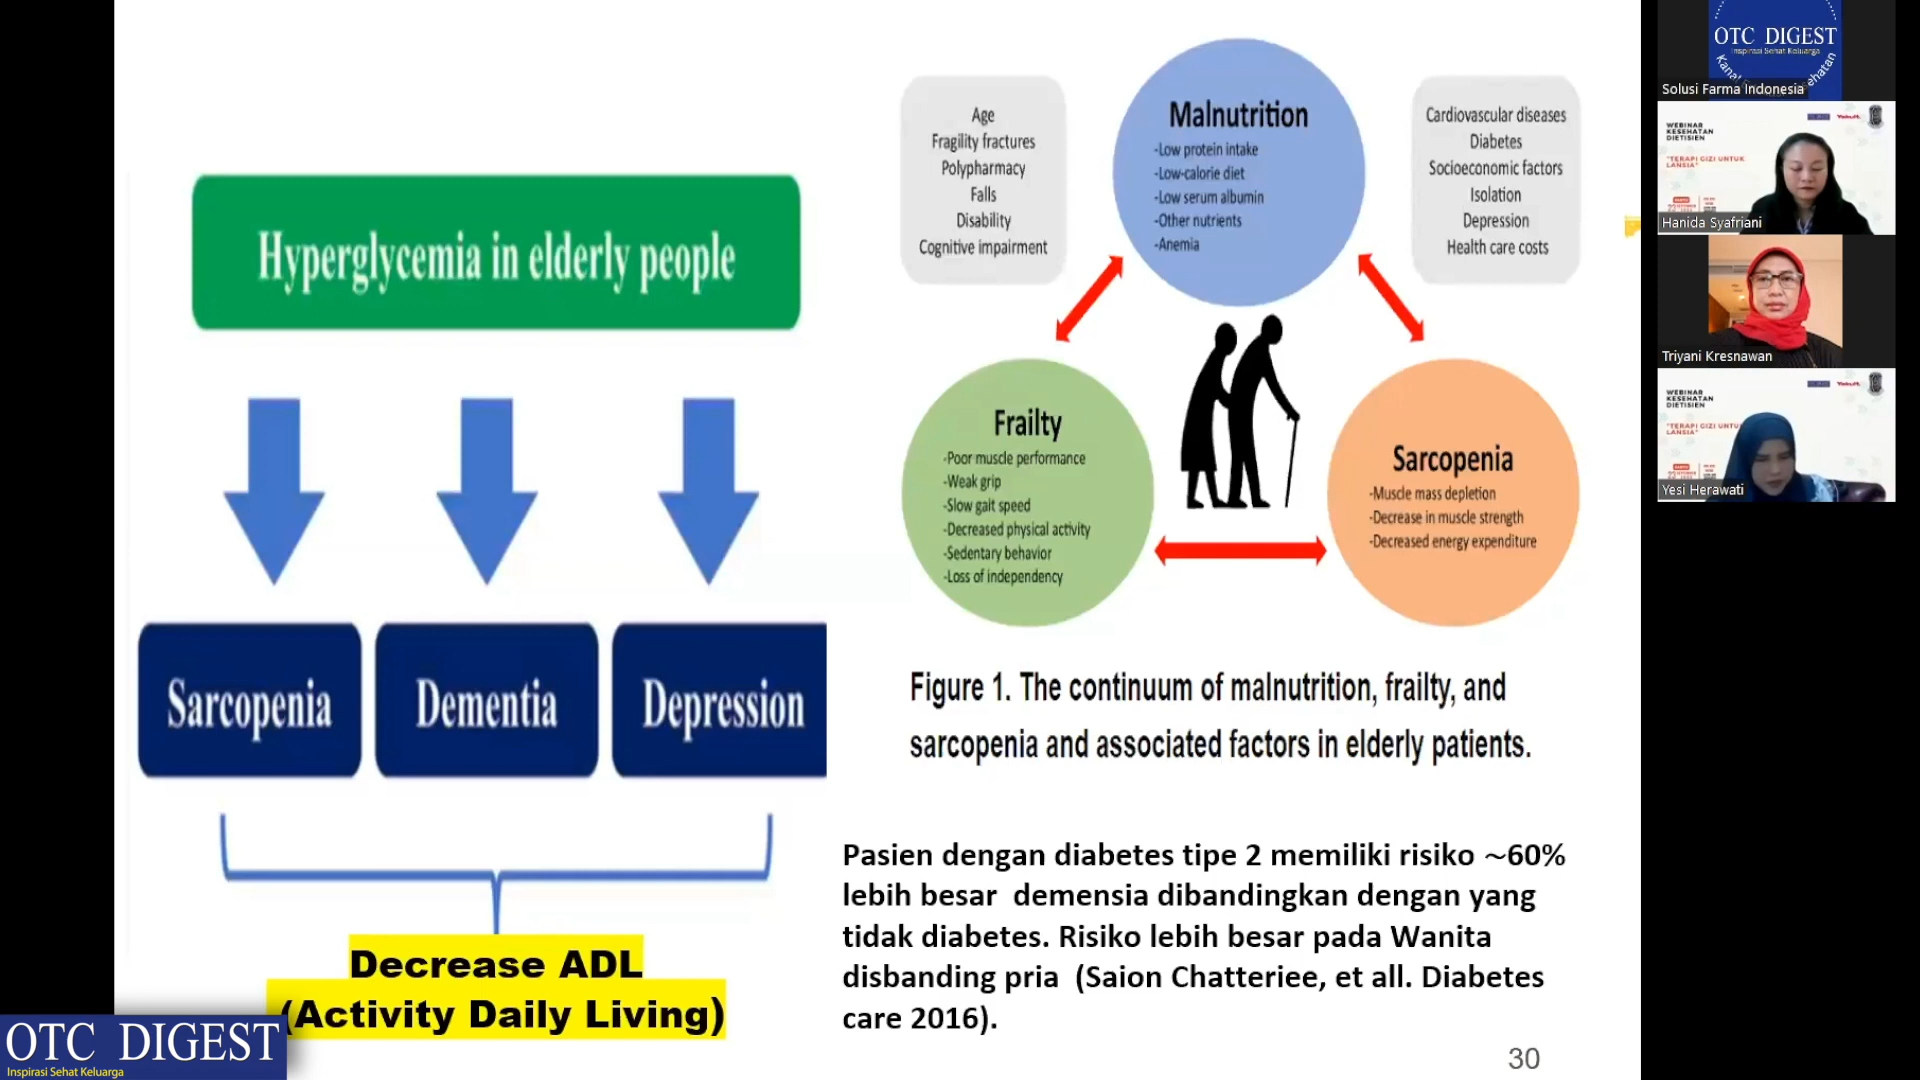 Hyperglycemia in elderly people
Sarcopenia
Dementia
Depression
Decrease ADL
(Activity Daily Living)
Age
Fragility fractures
Polypharmacy
Falls
Disability
Cognitive impairment
Malnutrition
-Low protein intake
-Low-calorie diet
-Low serum albumin
-Other nutrients
-Anemia
Cardiovascular diseases
Diabetes
Socioeconomic factors
Isolation
Depression
Health care costs
Frailty
-Poor muscle performance
-Weak grip
-Slow gait speed
-Decreased physical activity
-Sedentary behavior
-Loss of independency
Sarcopenia
-Muscle mass depletion
-Decrease in muscle strength
-Decreased energy expenditure
Figure 1. The continuum of malnutrition, frailty, and
sarcopenia and associated factors in elderly patients.
Pasien dengan diabetes tipe 2 memiliki risiko ~60%
lebih besar demensia dibandingkan dengan yang
tidak diabetes. Risiko lebih besar pada Wanita
disbanding pria (Saion Chatteriee, et all. Diabetes
care 2016).
30
OTC DIGEST
Inspirasi Sehat Keluarga
OTC DIGEST
Inspirasi Sehat Keluarga
Solusi Farma Indonesia
WEBINAR
KESEHATAN
DIETISIEN
"TERAPI GIZI UNTUK
LANSIA"
Hanida Syafriani
Triyani Kresnawan
WEBINAR
KESEHATAN
DIETISIEN
"TERAPI GIZI UNTU
LANSIA"
Yesi Herawati